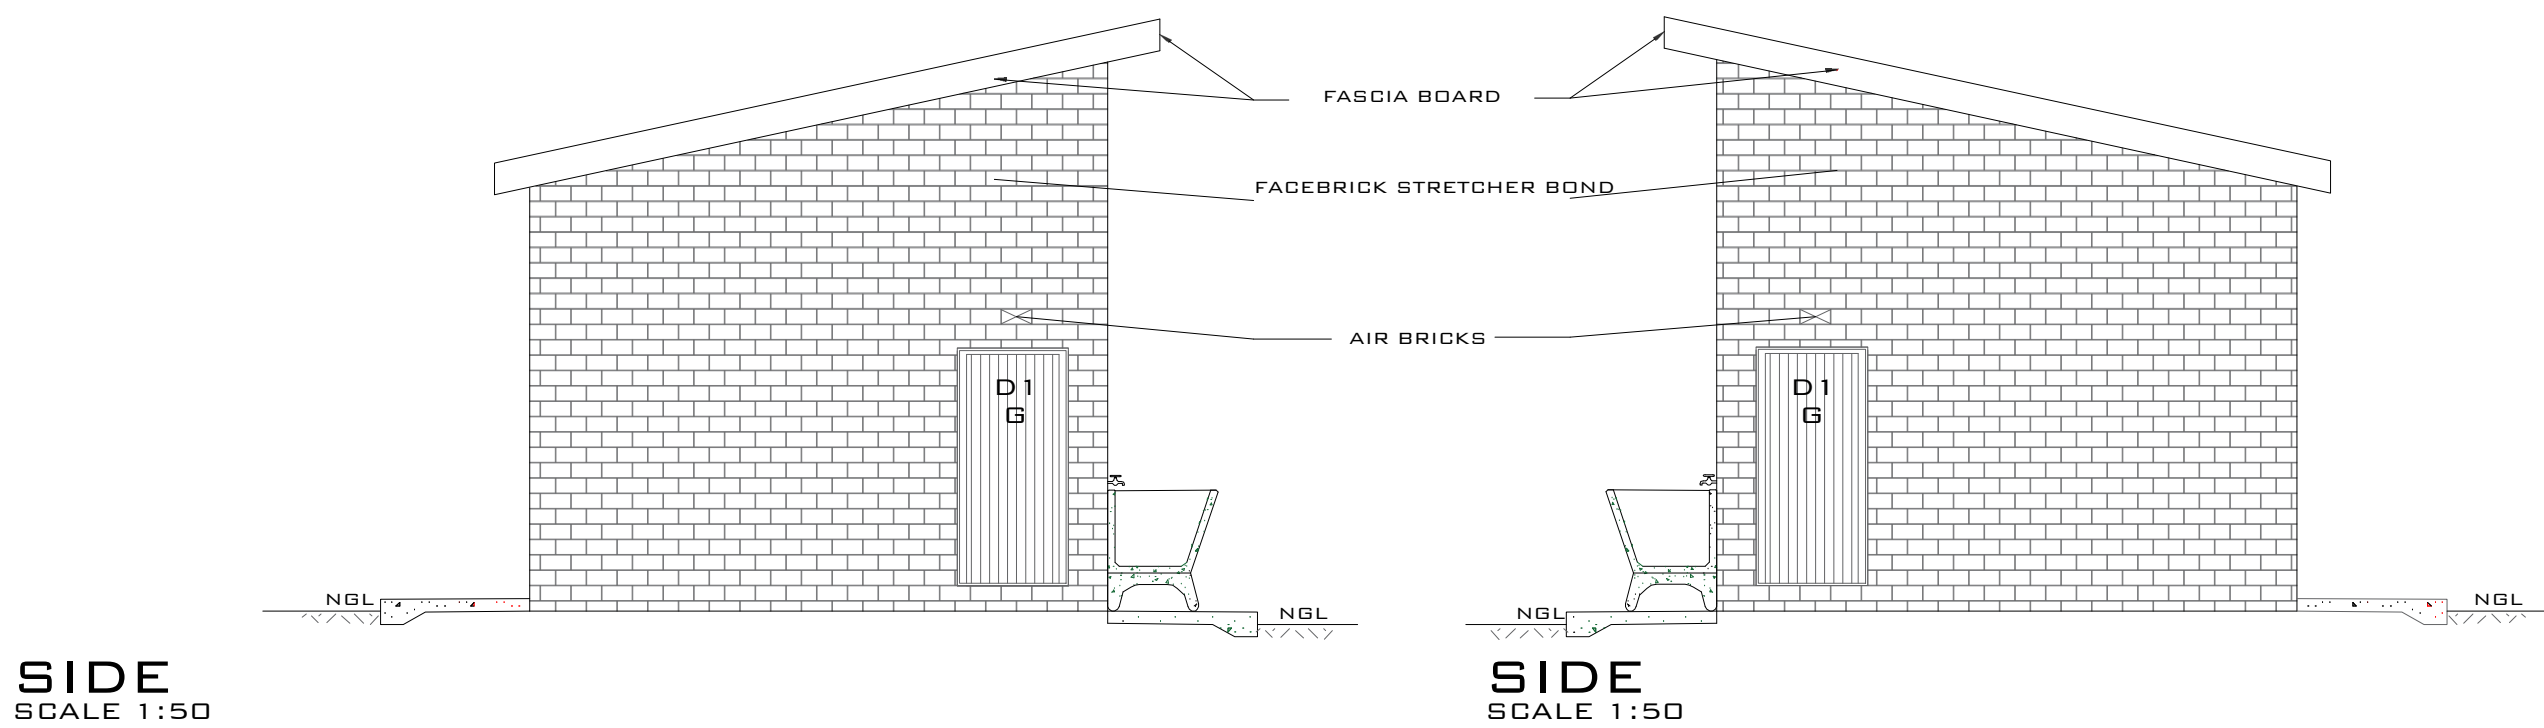 FASCIA BOARD
FACEBRICK STRETCHER BOND
AIR BRICKS
D1
G
D1
G
NGL
NGL
NGL
NGL
SIDE
SCALE 1:50
SIDE
SCALE 1:50